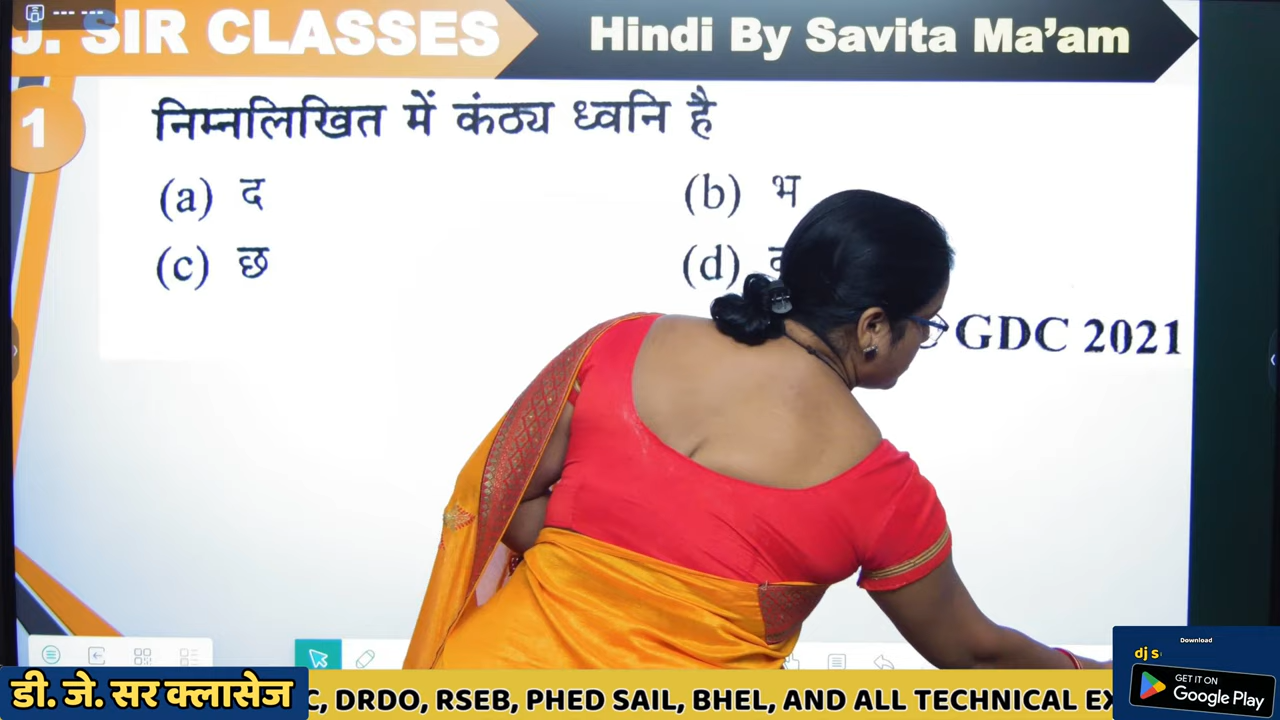 J. SIR CLASSES
Hindi By Savita Ma’am
1
निम्नलिखित में कंठ्य ध्वनि है
(a) द
(b) भ
(c) छ
(d)
GDC 2021
डी. जे. सर क्लासेज
C, DRDO, RSEB, PHED SAIL, BHEL, AND ALL TECHNICAL EX
Download
dj s
GET IT ON
Google Play